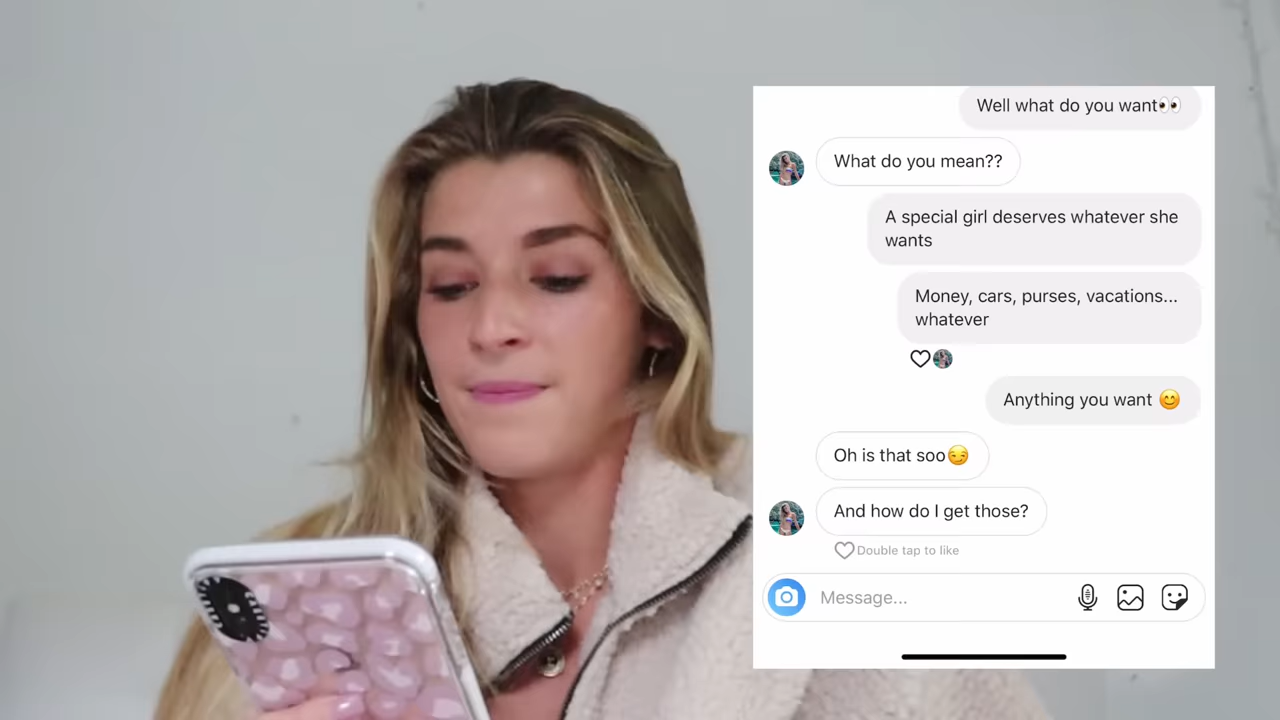 Well what do you want👀
What do you mean??
A special girl deserves whatever she
wants
Money, cars, purses, vacations...
whatever
Anything you want 😊
Oh is that soo😏
And how do I get those?
Double tap to like
Message...